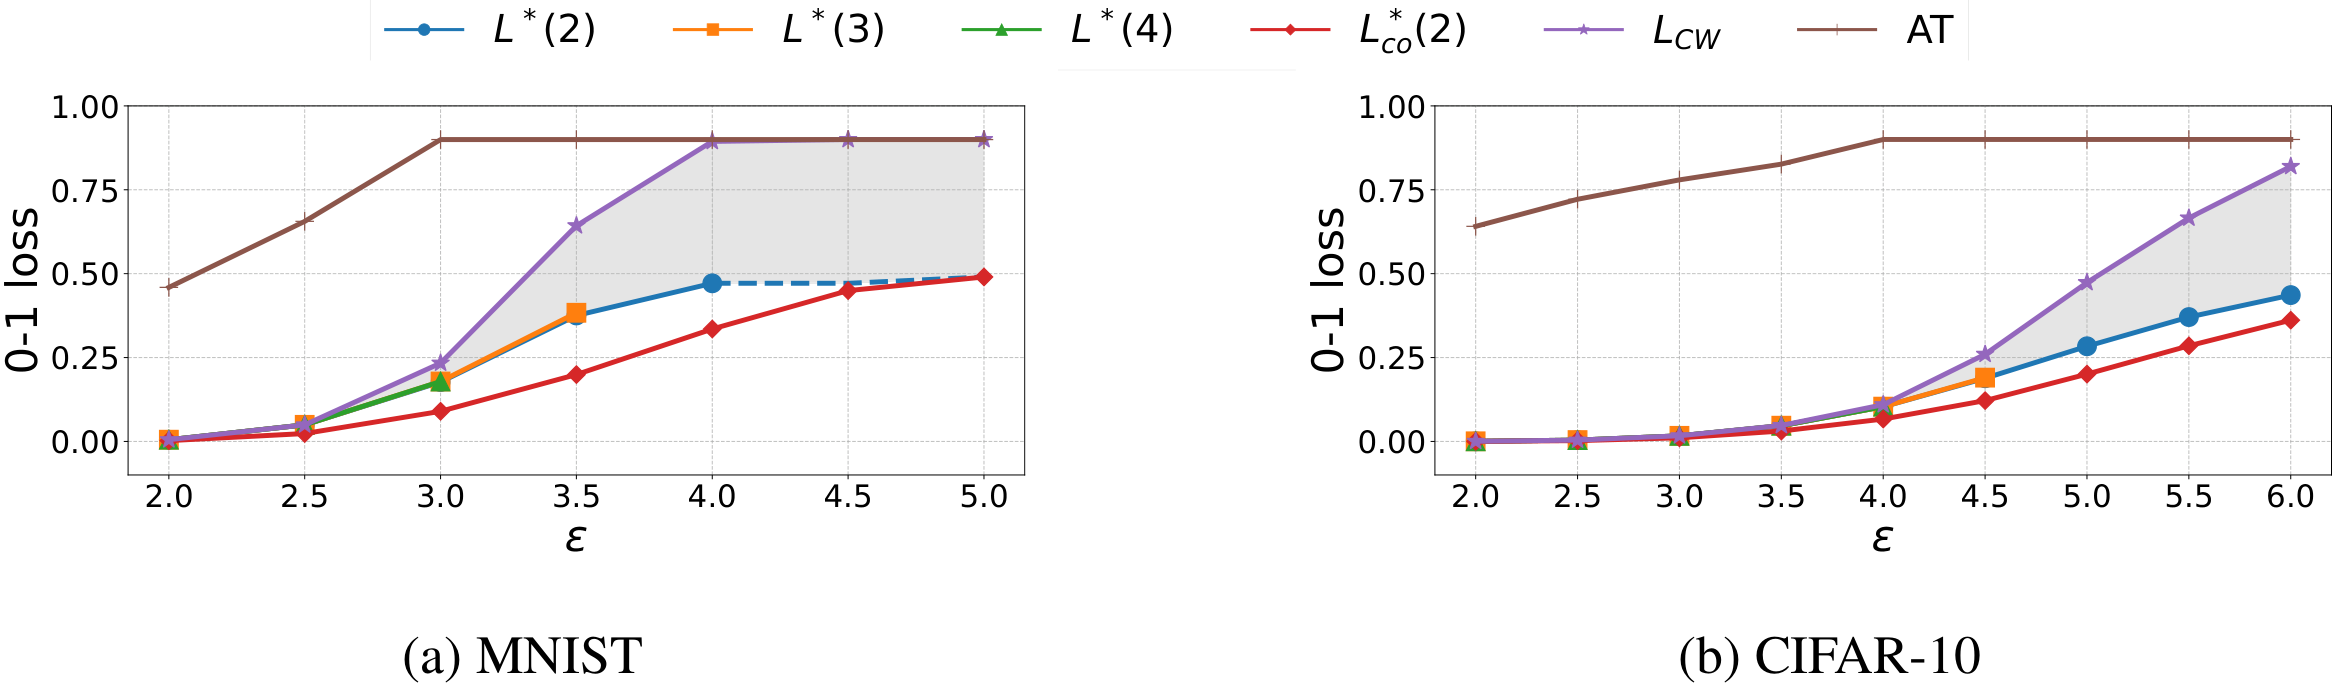 L*(2) L*(3) L*(4) L*co(2) LCW AT
1.00
0.75
0.50
0.25
0.00
0-1 loss
2.0 2.5 3.0 3.5 4.0 4.5 5.0
ε
(a) MNIST
1.00
0.75
0.50
0.25
0.00
0-1 loss
2.0 2.5 3.0 3.5 4.0 4.5 5.0 5.5 6.0
ε
(b) CIFAR-10